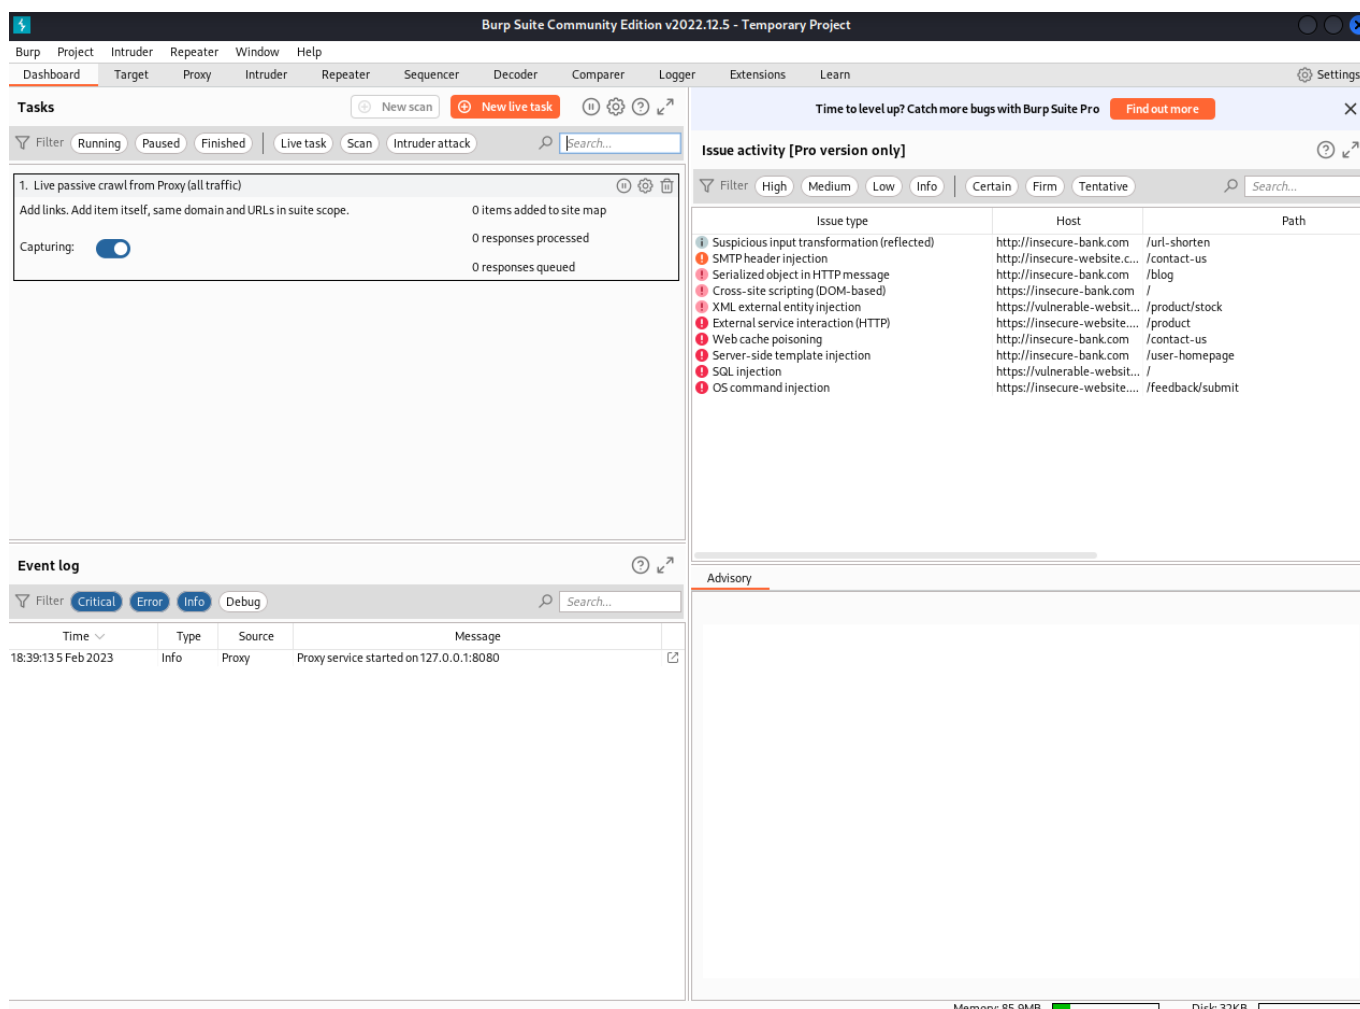 Burp Suite Community Edition v2022.12.5 - Temporary Project
Burp Project Intruder Repeater Window Help
Dashboard Target Proxy Intruder Repeater Sequencer Decoder Comparer Logger Extensions Learn Settings
Tasks
New scan
New live task
Filter Running Paused Finished Live task Scan Intruder attack Search...
1. Live passive crawl from Proxy (all traffic)
Add links. Add item itself, same domain and URLs in suite scope.
0 items added to site map
Capturing:
0 responses processed
0 responses queued
Event log
Filter Critical Error Info Debug Search...
Time Type Source Message
18:39:13 5 Feb 2023 Info Proxy Proxy service started on 127.0.0.1:8080
Time to level up? Catch more bugs with Burp Suite Pro Find out more
Issue activity [Pro version only]
Filter High Medium Low Info Certain Firm Tentative Search...
Issue type Host Path
Suspicious input transformation (reflected) http://insecure-bank.com /url-shorten
SMTP header injection http://insecure-website.c... /contact-us
Serialized object in HTTP message http://insecure-bank.com /blog
Cross-site scripting (DOM-based) https://insecure-bank.com /
XML external entity injection https://vulnerable-websit... /product/stock
External service interaction (HTTP) https://insecure-website.... /product
Web cache poisoning http://insecure-bank.com /contact-us
Server-side template injection http://insecure-bank.com /user-homepage
SQL injection https://vulnerable-websit... /
OS command injection https://insecure-website.... /feedback/submit
Advisory
Memory: 85.9MB Disk: 32KB